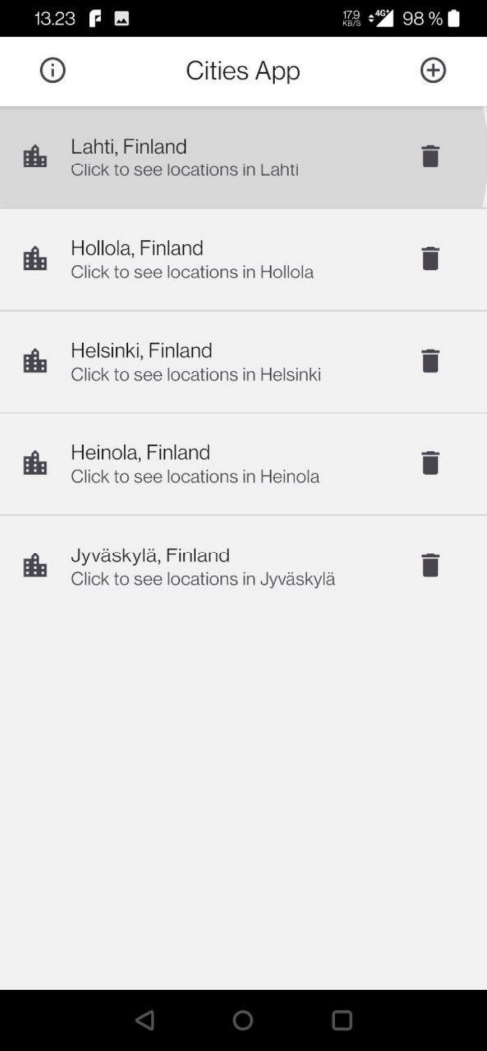 13.23
17.9 KB/S 4G+ 98 %
Cities App
Lahti, Finland
Click to see locations in Lahti
Hollola, Finland
Click to see locations in Hollola
Helsinki, Finland
Click to see locations in Helsinki
Heinola, Finland
Click to see locations in Heinola
Jyväskylä, Finland
Click to see locations in Jyväskylä